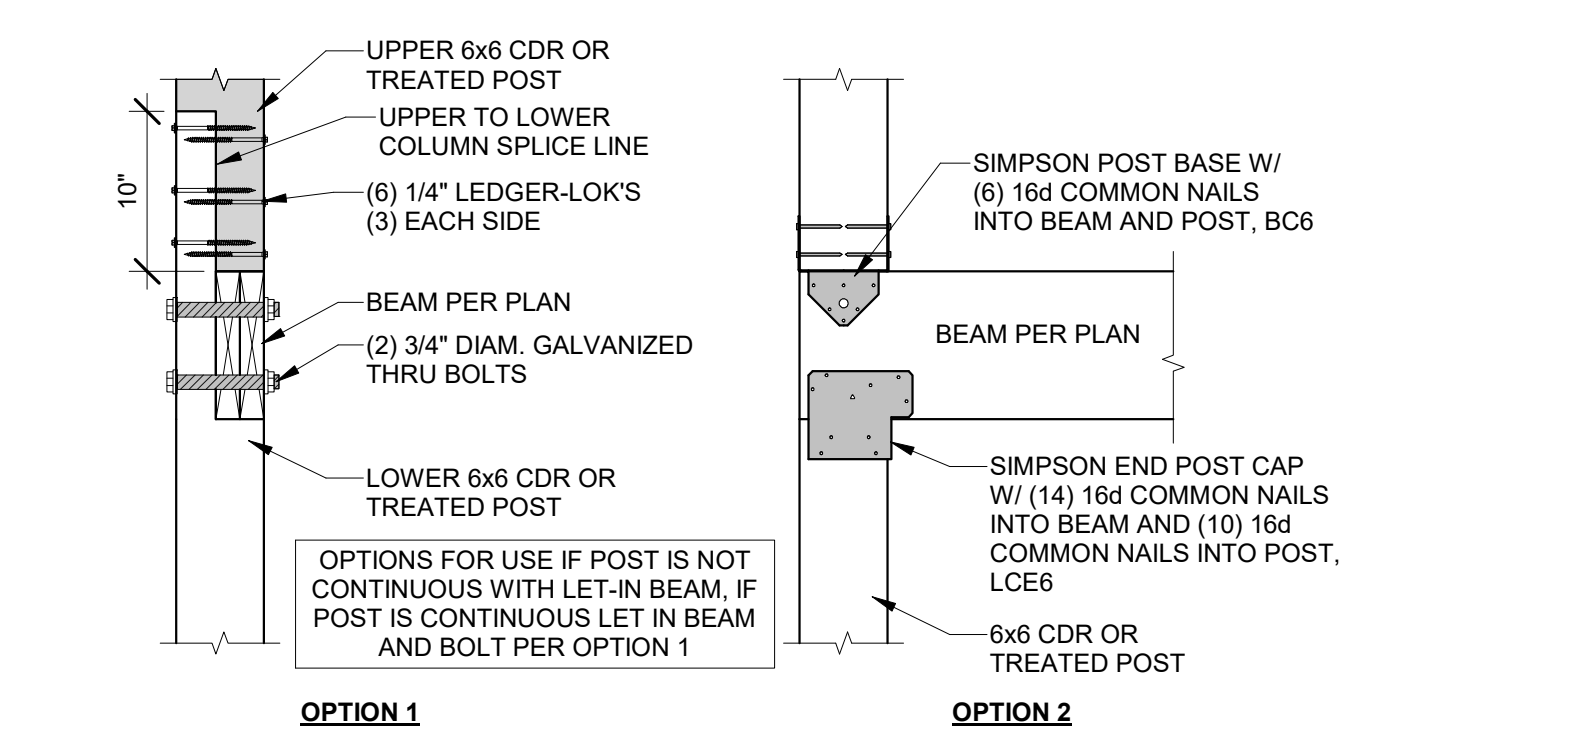 UPPER 6x6 CDR OR
TREATED POST
UPPER TO LOWER
COLUMN SPLICE LINE
10"
(6) 1/4" LEDGER-LOK'S
(3) EACH SIDE
BEAM PER PLAN
(2) 3/4" DIAM. GALVANIZED
THRU BOLTS
LOWER 6x6 CDR OR
TREATED POST
OPTIONS FOR USE IF POST IS NOT
CONTINUOUS WITH LET-IN BEAM, IF
POST IS CONTINUOUS LET IN BEAM
AND BOLT PER OPTION 1
OPTION 1
SIMPSON POST BASE W/
(6) 16d COMMON NAILS
INTO BEAM AND POST, BC6
BEAM PER PLAN
SIMPSON END POST CAP
W/ (14) 16d COMMON NAILS
INTO BEAM AND (10) 16d
COMMON NAILS INTO POST,
LCE6
6x6 CDR OR
TREATED POST
OPTION 2